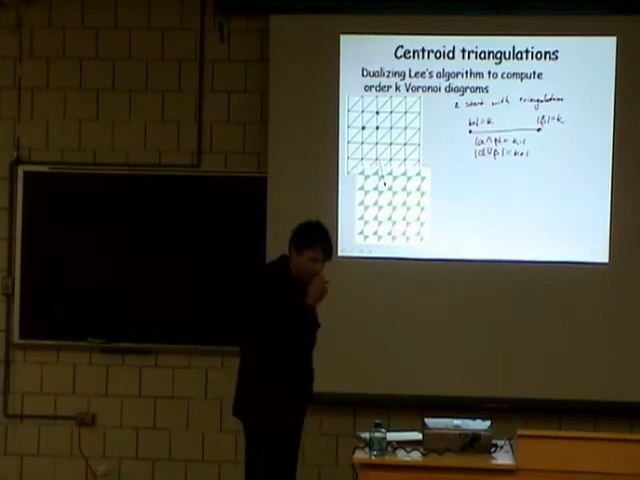 Centroid triangulations
Dualizing Lee's algorithm to compute
order k Voronoi diagrams
start with triangulation
|α|=k |β|=k
|α∩β|=k-1
|α∪β|=k+1